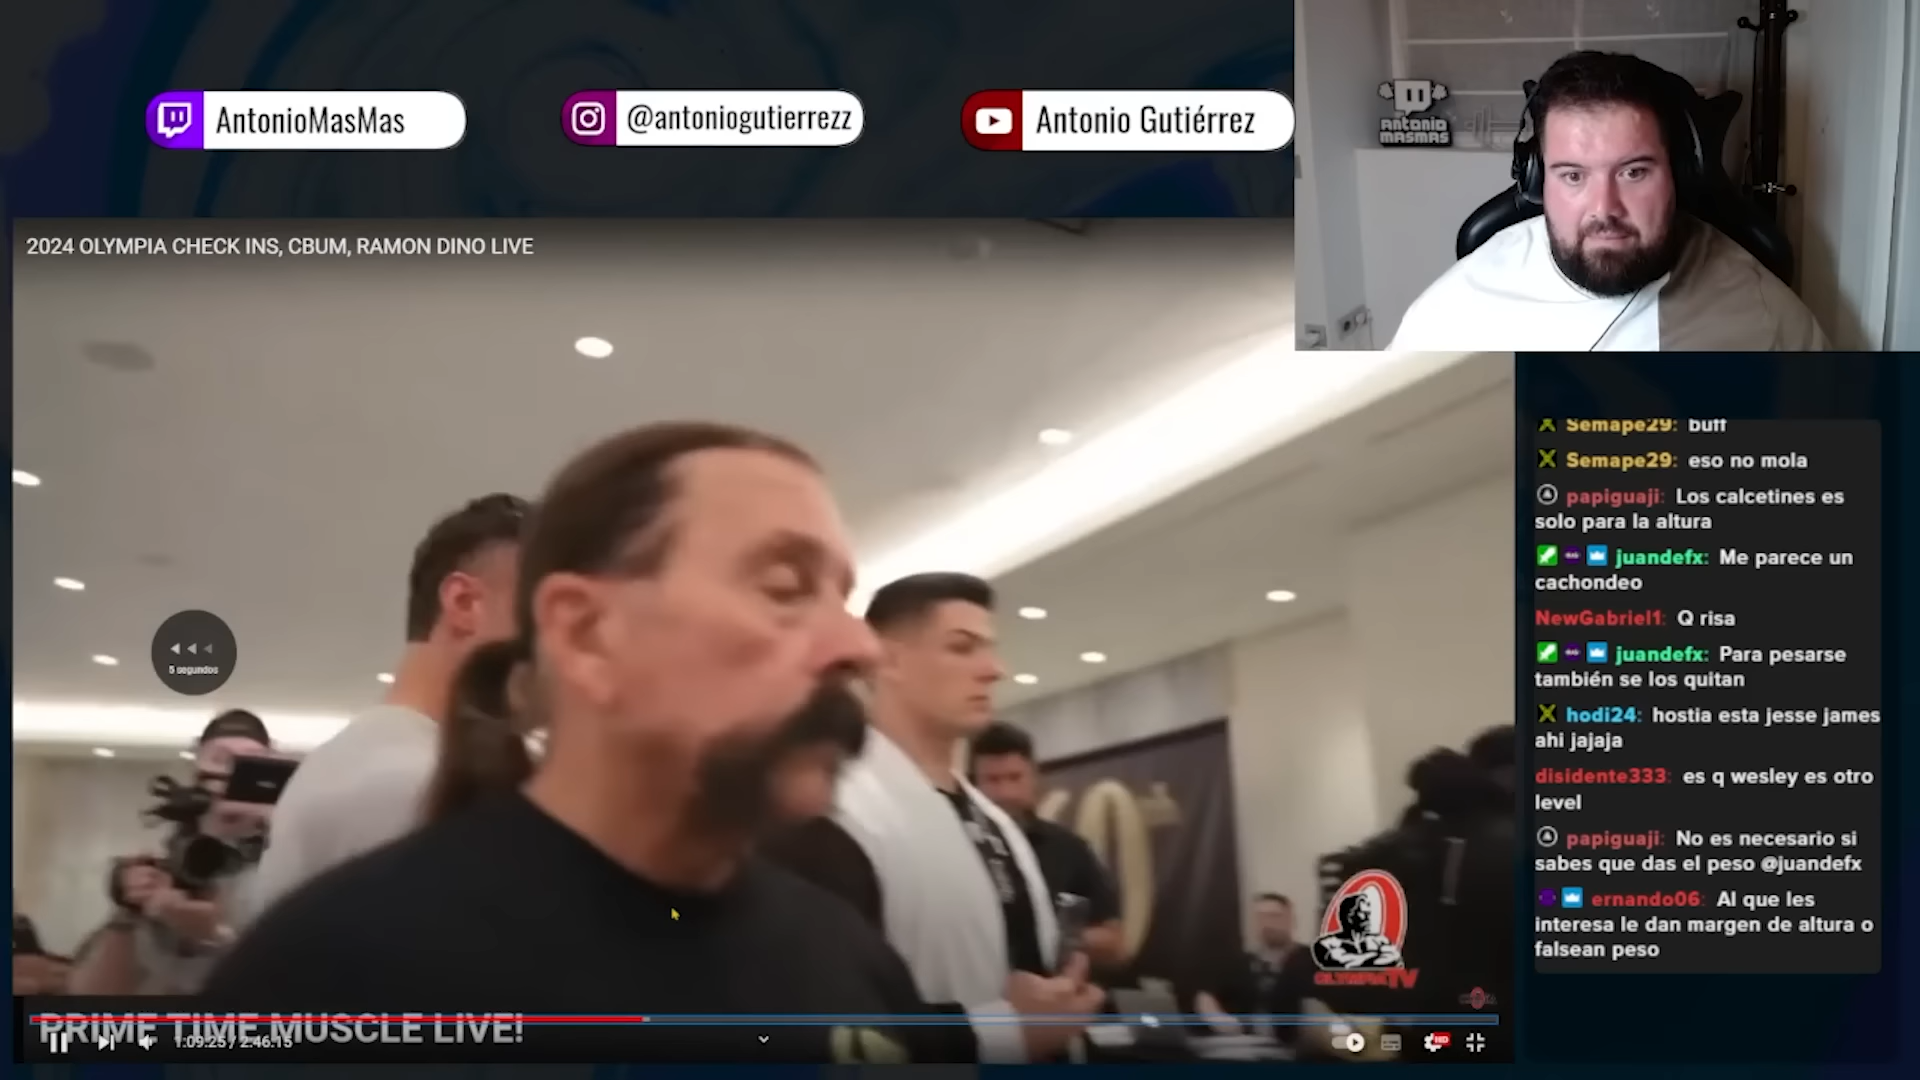 AntonioMasMas
@antoniogutierrezz
Antonio Gutiérrez
ANTONIO
MASMAS
2024 OLYMPIA CHECK INS, CBUM, RAMON DINO LIVE
5 segundos
Semape29: buff
Semape29: eso no mola
papiguaji: Los calcetines es
solo para la altura
juandefx: Me parece un
cachondeo
NewGabriel1: Q risa
juandefx: Para pesarse
también se los quitan
hodi24: hostia esta jesse james
ahi jajaja
disidente333: es q wesley es otro
level
papiguaji: No es necesario si
sabes que das el peso @juandefx
ernando06: Al que les
interesa le dan margen de altura o
falsean peso
OLYMPIA TV
PRIME TIME MUSCLE LIVE!
1:09:25 / 2:46:15
HD